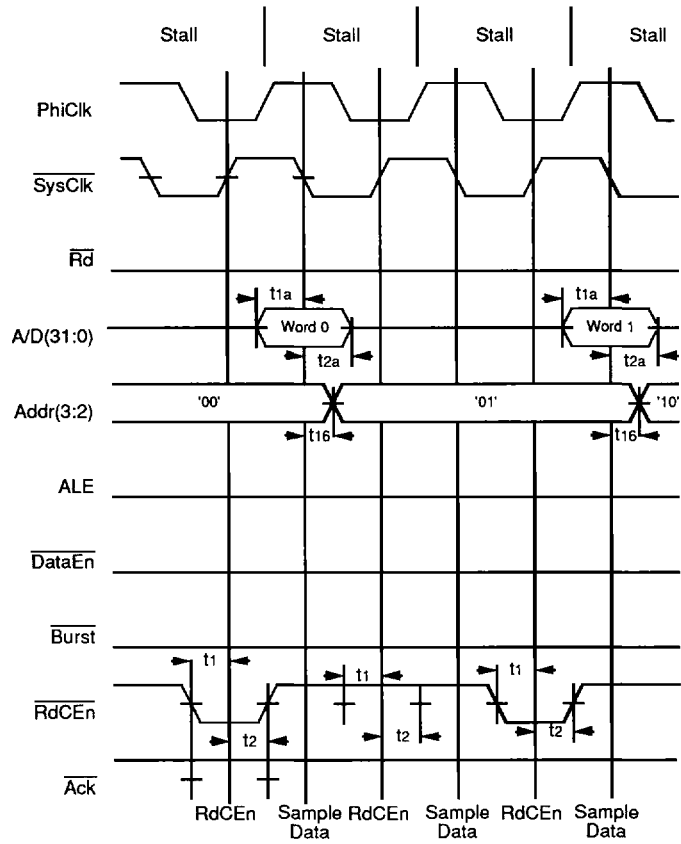 Stall Stall Stall Stall
PhiClk
SysClk
Rd
t1a t1a
A/D(31:0) Word 0 Word 1
t2a t2a
Addr(3:2) '00' '01' '10'
t16 t16
ALE
DataEn
Burst
t1 t1 t1
RdCEn
t2 t2 t2
Ack
RdCEn Sample Data RdCEn Sample Data RdCEn Sample Data